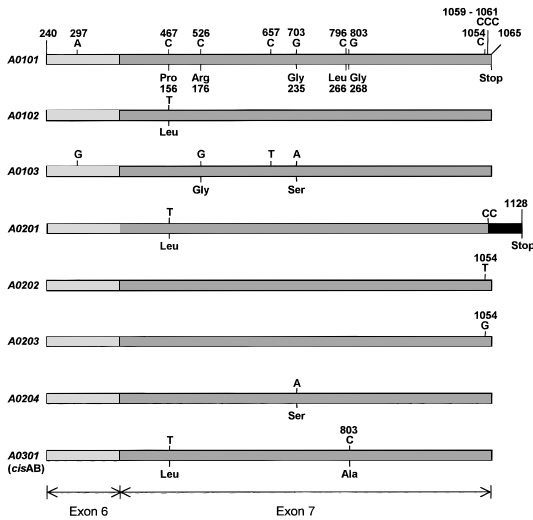 1059 - 1061
CCC
240 297 467 526 657 703 796 803 1054 1065
A C C C G C G C
A0101
Pro Arg Gly Leu Gly Stop
156 176 235 266 268
T
A0102
Leu
G G T A
A0103
Gly Ser
1128
T CC
A0201
Leu Stop
1054
T
A0202
1054
G
A0203
A
A0204
Ser
803
T C
A0301
(cisAB)
Leu Ala
Exon 6 Exon 7